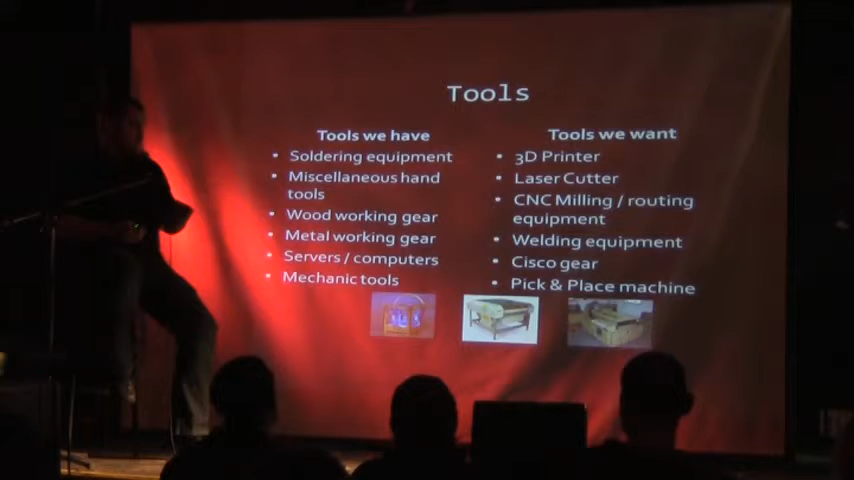 Tools
Tools we have
• Soldering equipment
• Miscellaneous hand
tools
• Wood working gear
• Metal working gear
• Servers / computers
• Mechanic tools
Tools we want
• 3D Printer
• Laser Cutter
• CNC Milling / routing
equipment
• Welding equipment
• Cisco gear
• Pick & Place machine